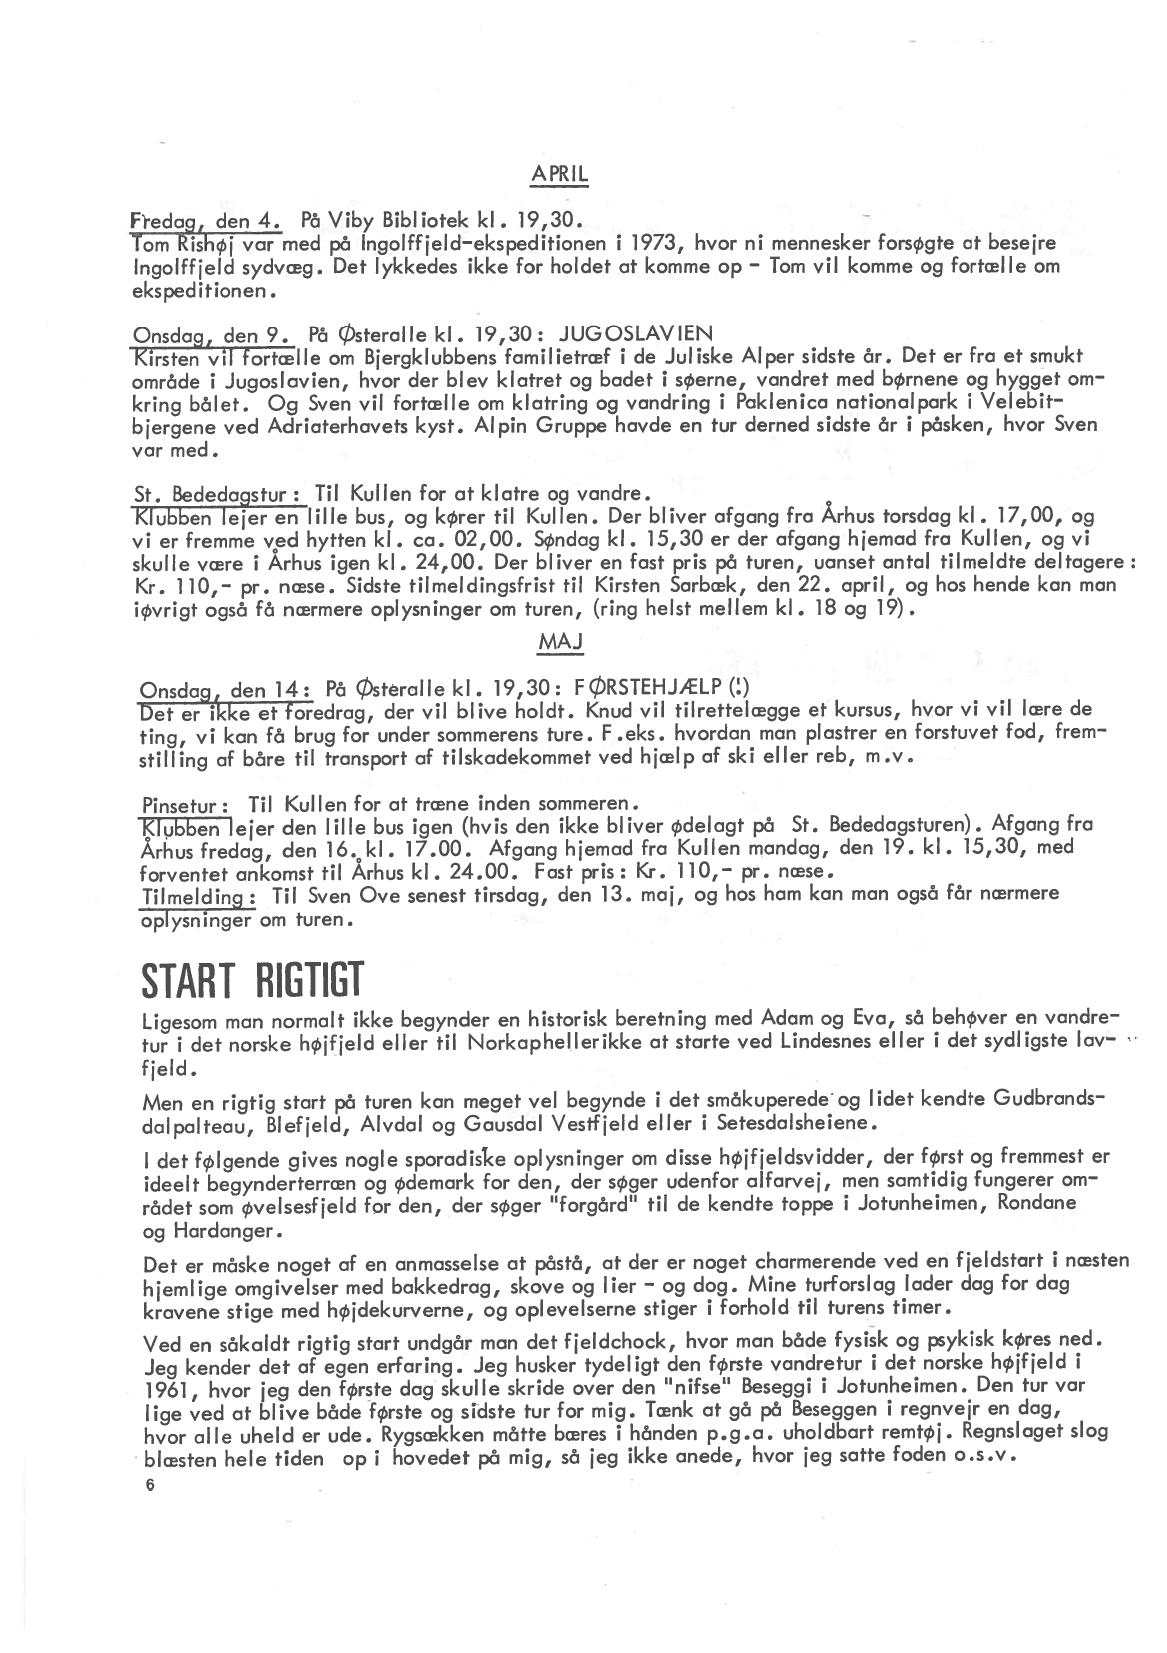 APRIL
Fredag, den 4. På Viby Bibliotek kl. 19,30.
Tom Rishøj var med på Ingolffjeld-ekspeditionen i 1973, hvor ni mennesker forsøgte at besejre
Ingolffjeld sydvæg. Det lykkedes ikke for holdet at komme op - Tom vil komme og fortælle om
ekspeditionen.
Onsdag, den 9. På Østeralle kl. 19,30: JUGOSLAVIEN
Kirsten vil fortælle om Bjergklubbens familietræf i de Juliske Alper sidste år. Det er fra et smukt
område i Jugoslavien, hvor der blev klatret og badet i søerne, vandret med børnene og hygget om-
kring bålet. Og Sven vil fortælle om klatring og vandring i Paklenica nationalpark i Velebit-
bjergene ved Adriaterhavets kyst. Alpin Gruppe havde en tur derned sidste år i påsken, hvor Sven
var med.
St. Bededagstur: Til Kullen for at klatre og vandre.
Klubben lejer en lille bus, og kører til Kullen. Der bliver afgang fra Århus torsdag kl. 17,00, og
vi er fremme ved hytten kl. ca. 02,00. Søndag kl. 15,30 er der afgang hjemad fra Kullen, og vi
skulle være i Århus igen kl. 24,00. Der bliver en fast pris på turen, uanset antal tilmeldte deltagere:
Kr. 110,- pr. næse. Sidste tilmeldingsfrist til Kirsten Sarbæk, den 22. april, og hos hende kan man
iøvrigt også få nærmere oplysninger om turen, (ring helst mellem kl. 18 og 19).
MAJ
Onsdag, den 14: På Østeralle kl. 19,30: FØRSTEHJÆLP (!)
Det er ikke et foredrag, der vil blive holdt. Knud vil tilrettelægge et kursus, hvor vi vil lære de
ting, vi kan få brug for under sommerens ture. F.eks. hvordan man plastrer en forstuvet fod, frem-
stilling af båre til transport af tilskadekommet ved hjælp af ski eller reb, m.v.
Pinsetur: Til Kullen for at træne inden sommeren.
Klubben lejer den lille bus igen (hvis den ikke bliver ødelagt på St. Bededagsturen). Afgang fra
Århus fredag, den 16. kl. 17.00. Afgang hjemad fra Kullen mandag, den 19. kl. 15,30, med
forventet ankomst til Århus kl. 24.00. Fast pris: Kr. 110,- pr. næse.
Tilmelding: Til Sven Ove senest tirsdag, den 13. maj, og hos ham kan man også får nærmere
oplysninger om turen.
START RIGTIGT
Ligesom man normalt ikke begynder en historisk beretning med Adam og Eva, så behøver en vandre-
tur i det norske højfjeld eller til Norkaphellerikke at starte ved Lindesnes eller i det sydligste lav-
fjeld.
Men en rigtig start på turen kan meget vel begynde i det småkuperede og lidet kendte Gudbrands-
dalpalteau, Blefjeld, Alvdal og Gausdal Vestfjeld eller i Setesdalsheiene.
I det følgende gives nogle sporadiske oplysninger om disse højfjeldsvidder, der først og fremmest er
ideelt begynderterræn og ødemark for den, der søger udenfor alfarvej, men samtidig fungerer om-
rådet som øvelsesfjeld for den, der søger "forgård" til de kendte toppe i Jotunheimen, Rondane
og Hardanger.
Det er måske noget af en anmasselse at påstå, at der er noget charmerende ved en fjeldstart i næsten
hjemlige omgivelser med bakkedrag, skove og lier - og dog. Mine turforslag lader dag for dag
kravene stige med højdekurverne, og oplevelserne stiger i forhold til turens timer.
Ved en såkaldt rigtig start undgår man det fjeldchock, hvor man både fysisk og psykisk køres ned.
Jeg kender det af egen erfaring. Jeg husker tydeligt den første vandretur i det norske højfjeld i
1961, hvor jeg den første dag skulle skride over den "nifse" Beseggi i Jotunheimen. Den tur var
lige ved at blive både første og sidste tur for mig. Tænk at gå på Beseggen i regnvejr en dag,
hvor alle uheld er ude. Rygsækken måtte bæres i hånden p.g.a. uholdbart remtøj. Regnslaget slog
blæsten hele tiden op i hovedet på mig, så jeg ikke anede, hvor jeg satte foden o.s.v.
6